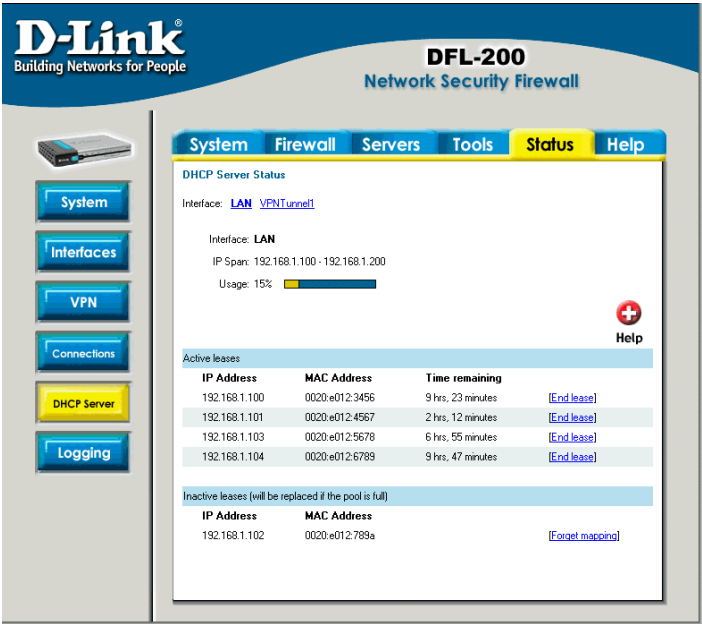 D-Link®
Building Networks for People
DFL-200
Network Security Firewall
System Firewall Servers Tools Status Help
System
Interfaces
VPN
Connections
DHCP Server
Logging
DHCP Server Status
Interface: LAN VPNTunnel1
Interface: LAN
IP Span: 192.168.1.100 - 192.168.1.200
Usage: 15%
Help
Active leases
IP Address MAC Address Time remaining
192.168.1.100 0020:e012:3456 9 hrs, 23 minutes [End lease]
192.168.1.101 0020:e012:4567 2 hrs, 12 minutes [End lease]
192.168.1.103 0020:e012:5678 6 hrs, 55 minutes [End lease]
192.168.1.104 0020:e012:6789 9 hrs, 47 minutes [End lease]
Inactive leases (will be replaced if the pool is full)
IP Address MAC Address
192.168.1.102 0020:e012:789a [Forget mapping]